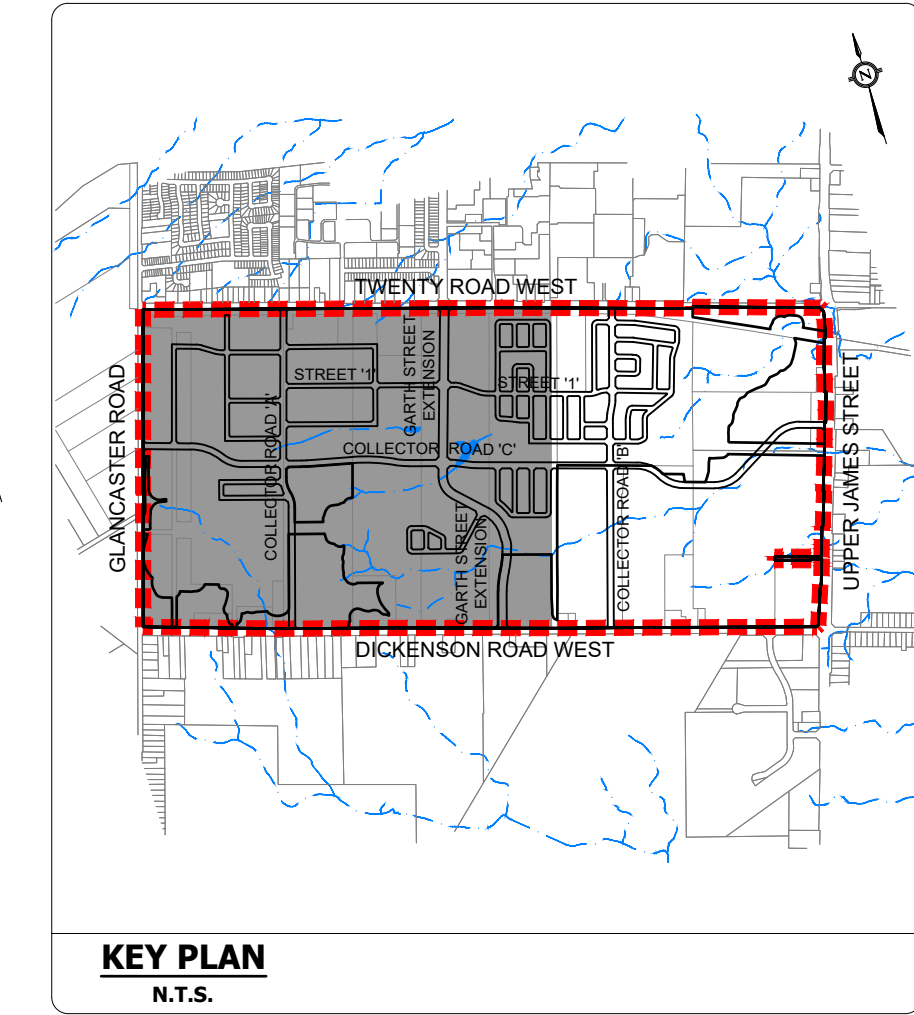 N
TWENTY ROAD WEST
GLANCASTER ROAD
STREET '1'
GARTH STREET
EXTENSION
STREET '1'
COLLECTOR ROAD 'A'
COLLECTOR ROAD 'C'
COLLECTOR ROAD 'B'
GARTH STREET
EXTENSION
UPPER JAMES STREET
DICKENSON ROAD WEST
KEY PLAN
N.T.S.